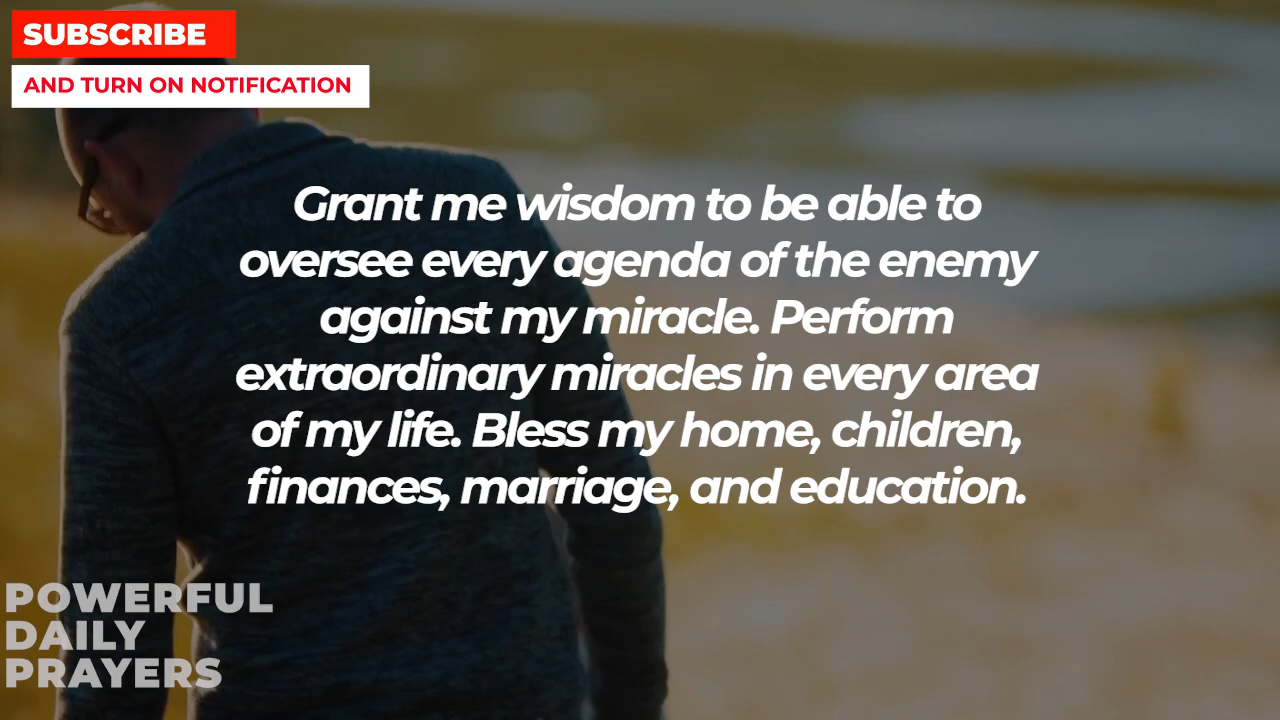 SUBSCRIBE
AND TURN ON NOTIFICATION
Grant me wisdom to be able to
oversee every agenda of the enemy
against my miracle. Perform
extraordinary miracles in every area
of my life. Bless my home, children,
finances, marriage, and education.
POWERFUL
DAILY
PRAYERS